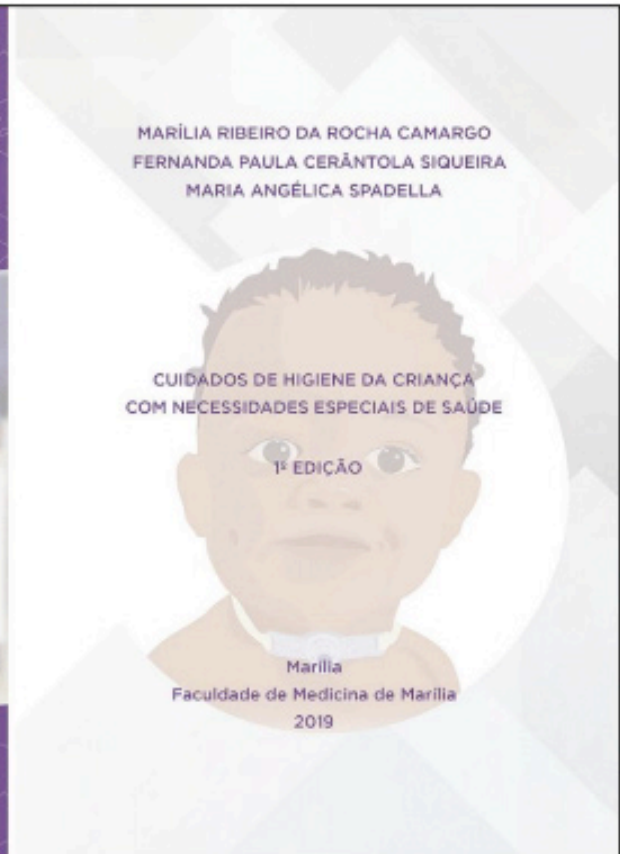 MARÍLIA RIBEIRO DA ROCHA CAMARGO
FERNANDA PAULA CERÂNTOLA SIQUEIRA
MARIA ANGÉLICA SPADELLA
CUIDADOS DE HIGIENE DA CRIANÇA
COM NECESSIDADES ESPECIAIS DE SAÚDE
1ª EDIÇÃO
Marília
Faculdade de Medicina de Marília
2019